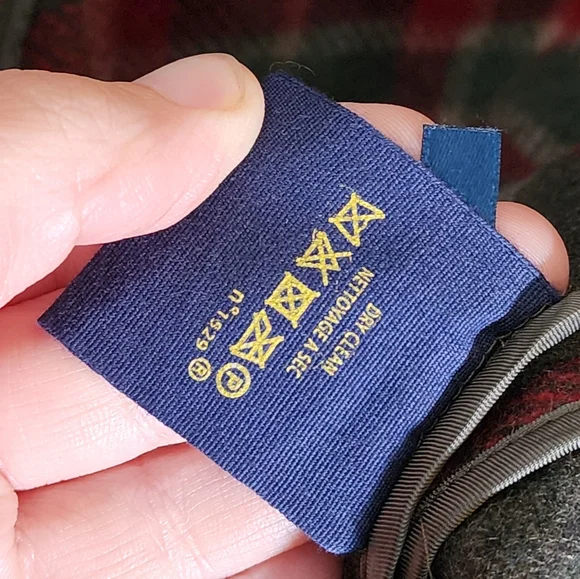 DRY CLEAN
NETTOYAGE A SEC
P
n° 1529
®